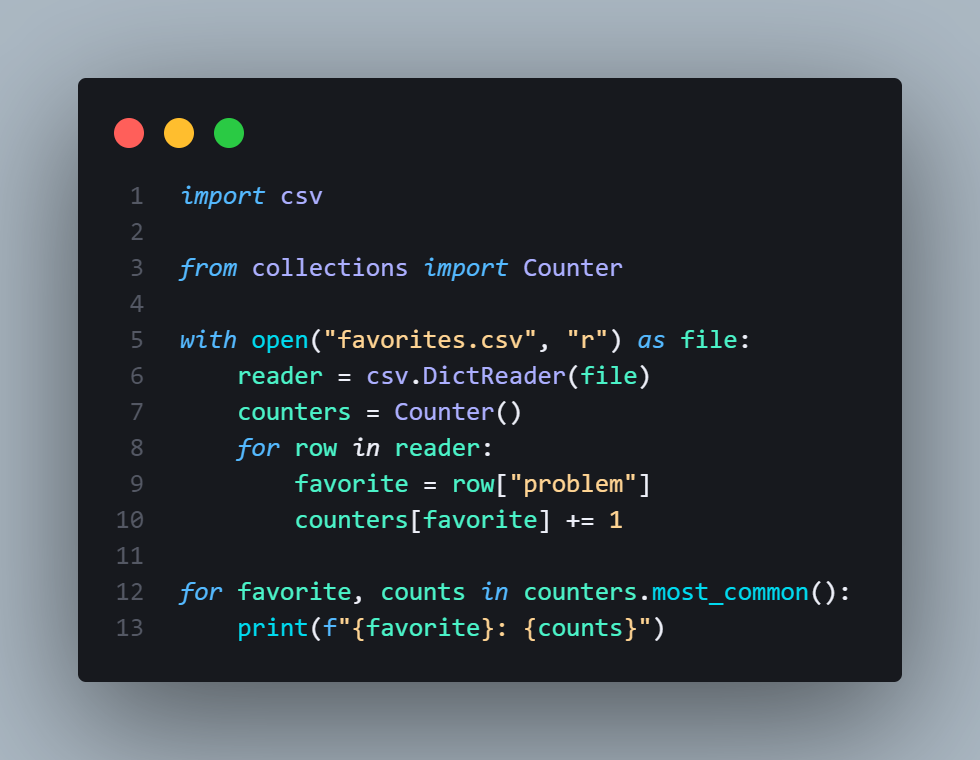 1 import csv
2
3 from collections import Counter
4
5 with open("favorites.csv", "r") as file:
6     reader = csv.DictReader(file)
7     counters = Counter()
8     for row in reader:
9         favorite = row["problem"]
10         counters[favorite] += 1
11
12 for favorite, counts in counters.most_common():
13     print(f"{favorite}: {counts}")